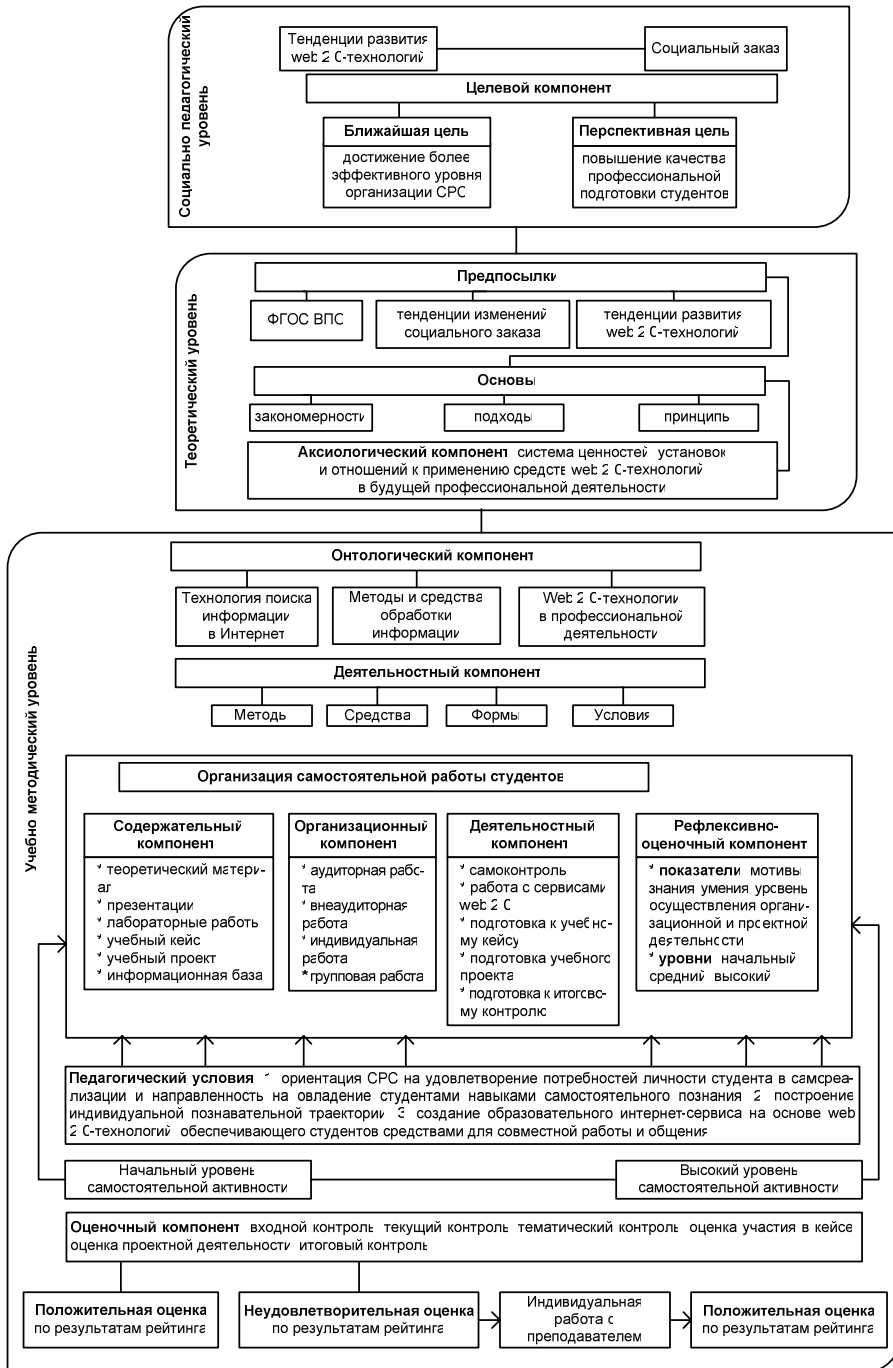 Социально педагогический
уровень
Тенденции развития
web 2.0-технологий
Социальный заказ
Целевой компонент
Ближайшая цель
достижение более
эффективного уровня
организации СРС
Перспективная цель
повышение качества
профессиональной
подготовки студентов
Теоретический уровень
Предпосылки
ФГОС ВПО
тенденции изменений
социального заказа
тенденции развития
web 2.0-технологий
Основы
закономерности
подходы
принципы
Аксиологический компонент система ценностей установок
и отношений к применению средств web 2.0-технологий
в будущей профессиональной деятельности
Учебно методический уровень
Онтологический компонент
Технология поиска
информации
в Интернет
Методы и средства
обработки
информации
Web 2.0-технологии
в профессиональной
деятельности
Деятельностный компонент
Методы
Средства
Формы
Условия
Организация самостоятельной работы студентов
Содержательный
компонент
* теоретический матери-
ал
* презентации
* лабораторные работы
* учебный кейс
* учебный проект
* информационная база
Организационный
компонент
* аудиторная рабо-
та
* внеаудиторная
работа
* индивидуальная
работа
* групповая работа
Деятельностный
компонент
* самоконтроль
* работа с сервисами
web 2.0
* подготовка к учебно-
му кейсу
* подготовка учебного
проекта
* подготовка к итогово-
му контролю
Рефлексивно-
оценочный компонент
* показатели мотивы
знания умения уровень
осуществления органи-
зационной и проектной
деятельности
* уровни начальный
средний высокий
Педагогический условия 1 ориентация СРС на удовлетворение потребностей личности студента в самореа-
лизации и направленность на овладение студентами навыками самостоятельного познания 2 построение
индивидуальной познавательной траектории 3 создание образовательного интернет-сервиса на основе web
2.0-технологий обеспечивающего студентов средствами для совместной работы и общения
Начальный уровень
самостоятельной активности
Высокий уровень
самостоятельной активности
Оценочный компонент входной контроль текущий контроль тематический контроль оценка участия в кейсе
оценка проектной деятельности итоговый контроль
Положительная оценка
по результатам рейтинга
Неудовлетворительная оценка
по результатам рейтинга
Индивидуальная
работа с
преподавателем
Положительная оценка
по результатам рейтинга